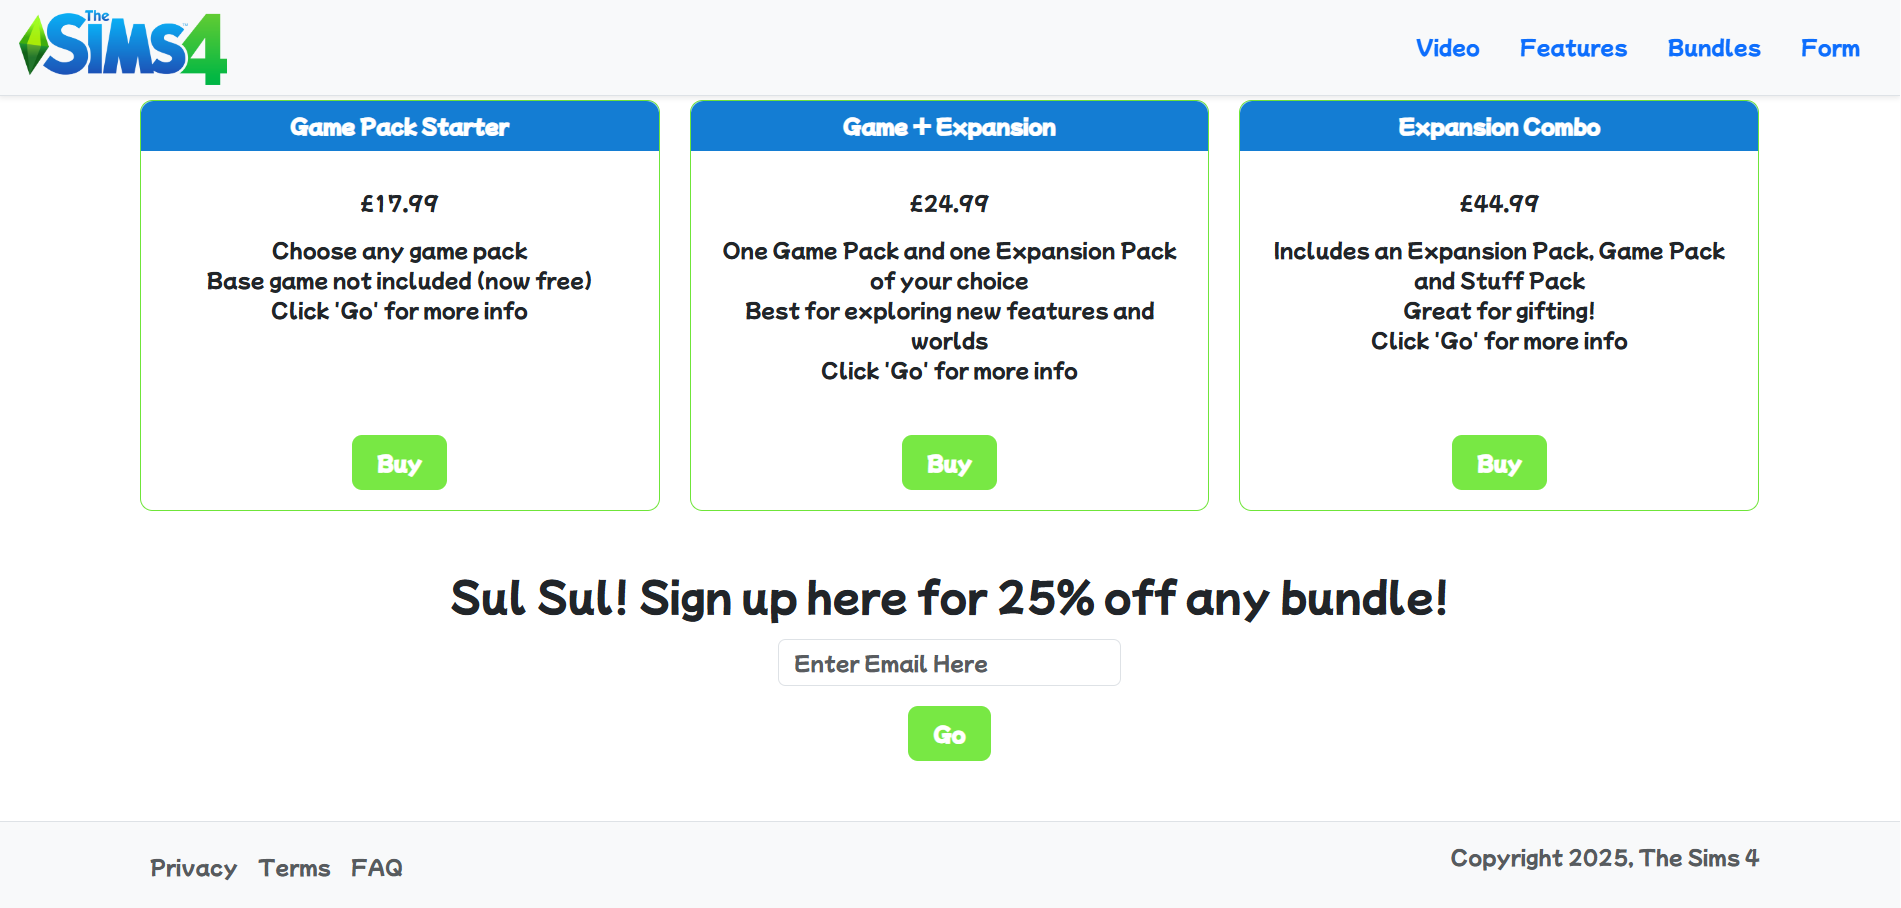 The Sims 4™
Video Features Bundles Form
Game Pack Starter
£17.99
Choose any game pack
Base game not included (now free)
Click 'Go' for more info
Buy
Game + Expansion
£24.99
One Game Pack and one Expansion Pack
of your choice
Best for exploring new features and
worlds
Click 'Go' for more info
Buy
Expansion Combo
£44.99
Includes an Expansion Pack, Game Pack
and Stuff Pack
Great for gifting!
Click 'Go' for more info
Buy
Sul Sul! Sign up here for 25% off any bundle!
Enter Email Here
Go
Privacy Terms FAQ
Copyright 2025, The Sims 4